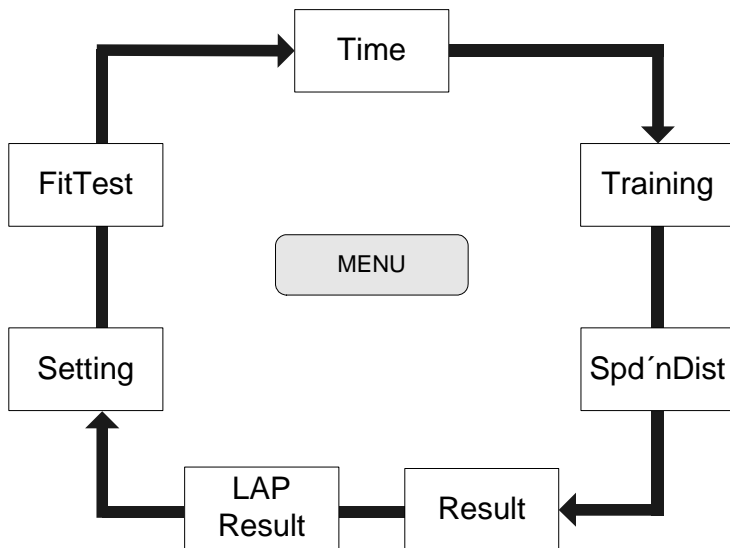 Time
FitTest
Training
MENU
Setting
Spd´nDist
LAP
Result
Result